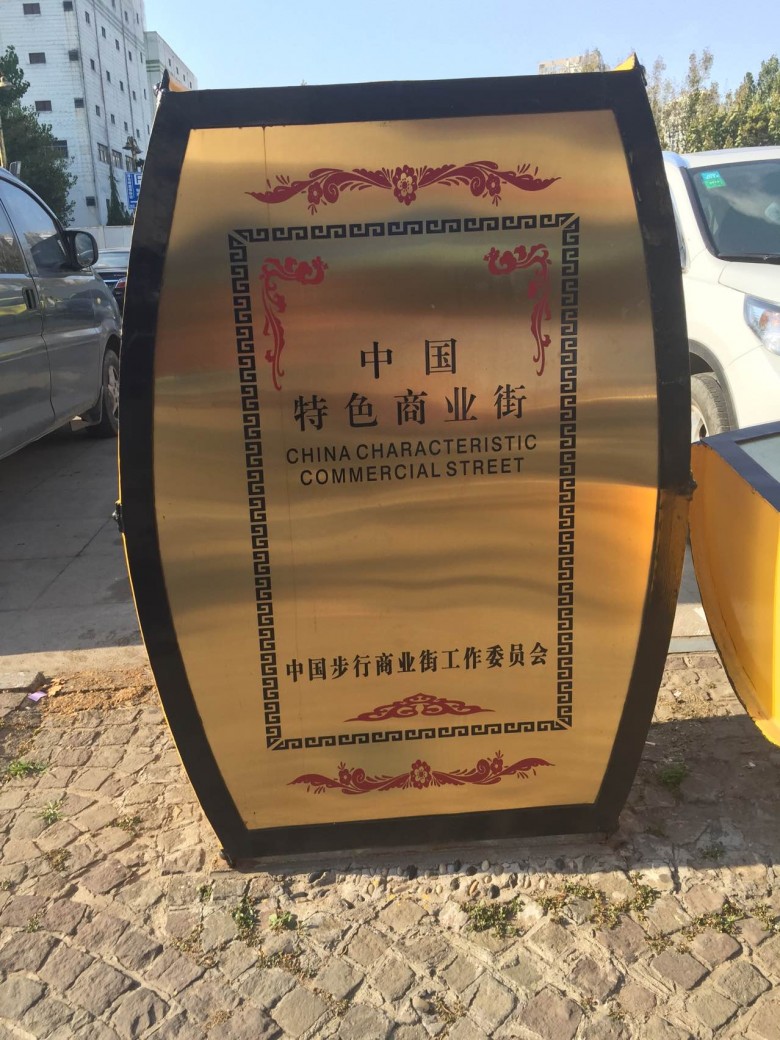 中国
特色商业街
CHINA CHARACTERISTIC
COMMERCIAL STREET
中国步行商业街工作委员会